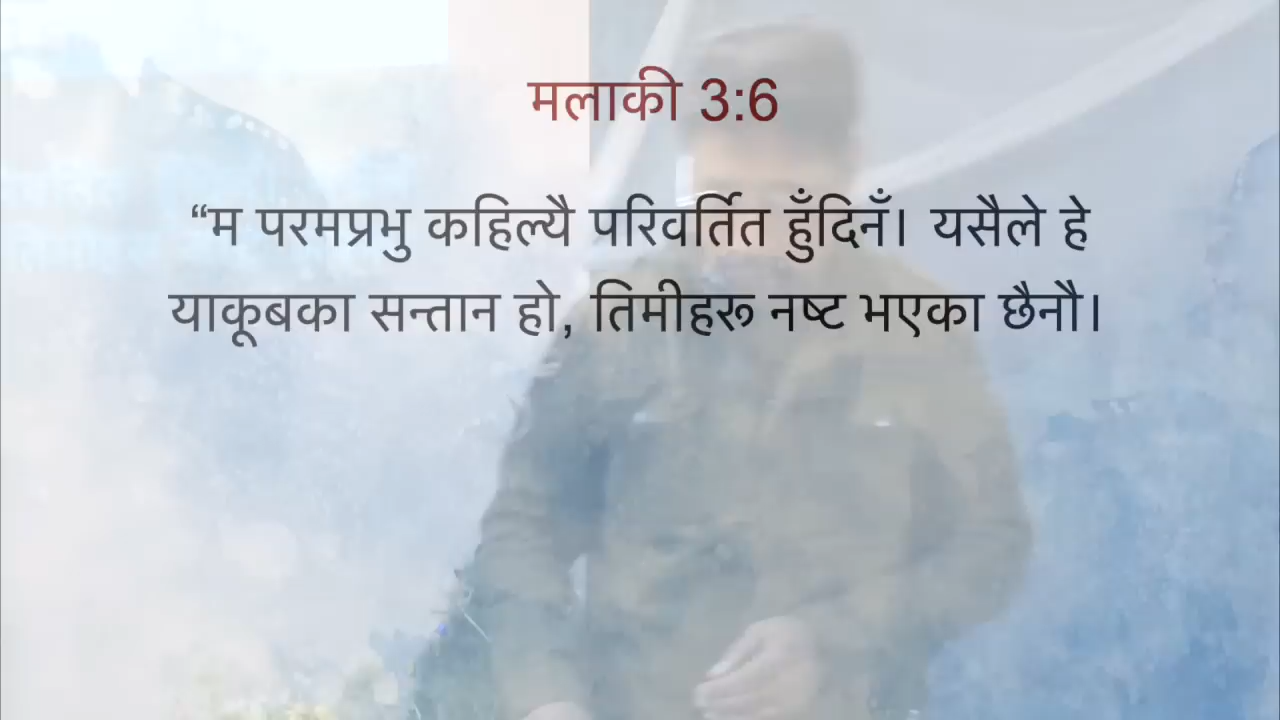 मलाकी 3:6
“म परमप्रभु कहिल्यै परिवर्तित हुँदिनँ। यसैले हे
याकूबका सन्तान हो, तिमीहरू नष्ट भएका छैनौ।